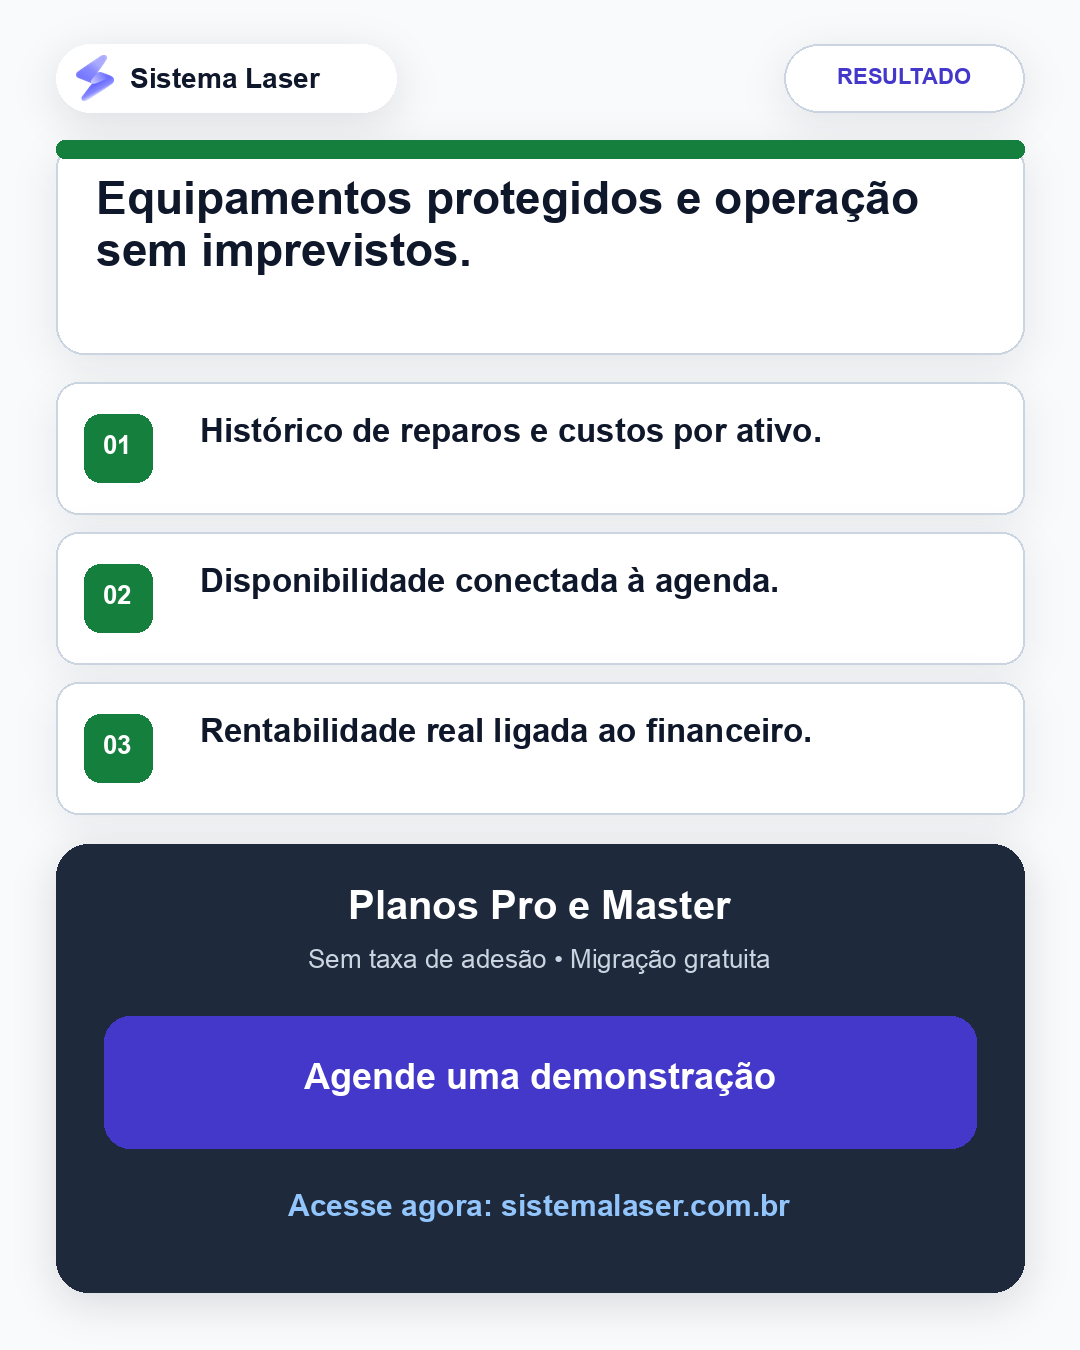 Sistema Laser
RESULTADO
Equipamentos protegidos e operação
sem imprevistos.
01
Histórico de reparos e custos por ativo.
02
Disponibilidade conectada à agenda.
03
Rentabilidade real ligada ao financeiro.
Planos Pro e Master
Sem taxa de adesão • Migração gratuita
Agende uma demonstração
Acesse agora: sistemalaser.com.br